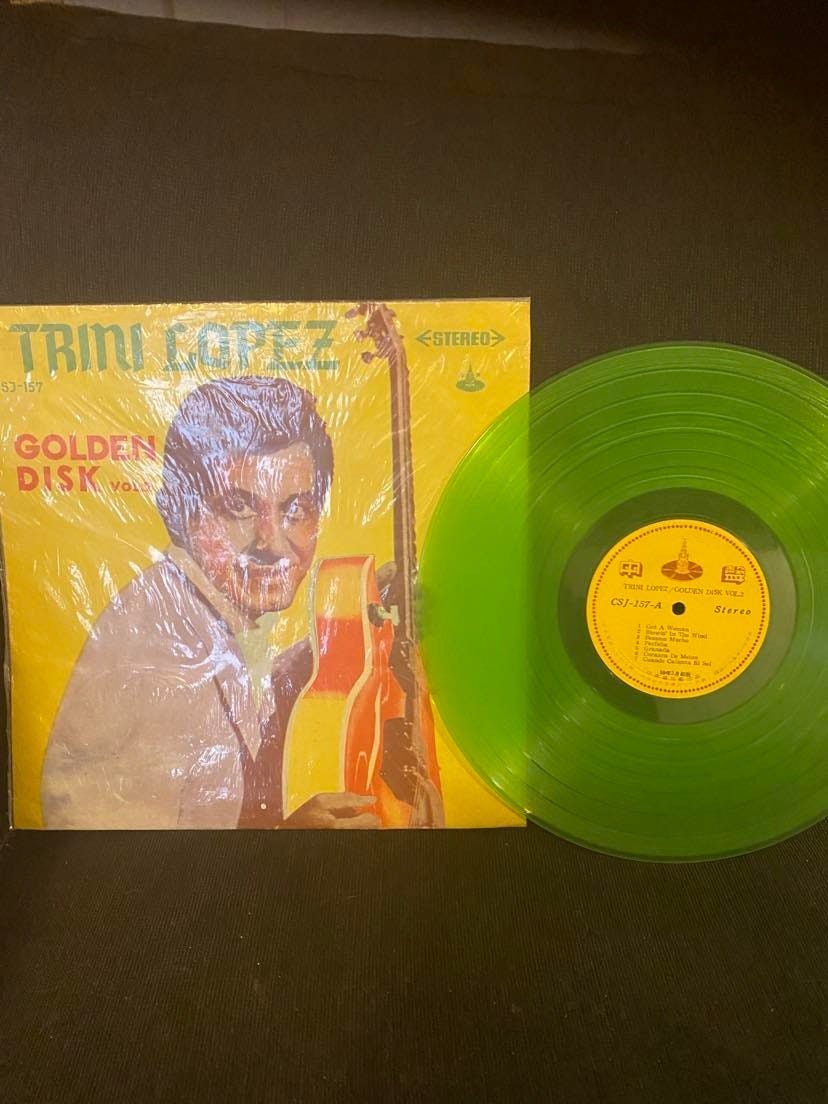 TRINI LOPEZ
←STEREO→
SJ-157
GOLDEN
DISK VOL.2
TRINI LOPEZ/GOLDEN DISK VOL.2
CSJ-157-A Stereo
1 Got A Woman
2 Blowin' In The Wind
3 Besame Mucho
4 Perfidia
5 Granada
6 Corazon De Melon
7 Cuando Calienta El Sol